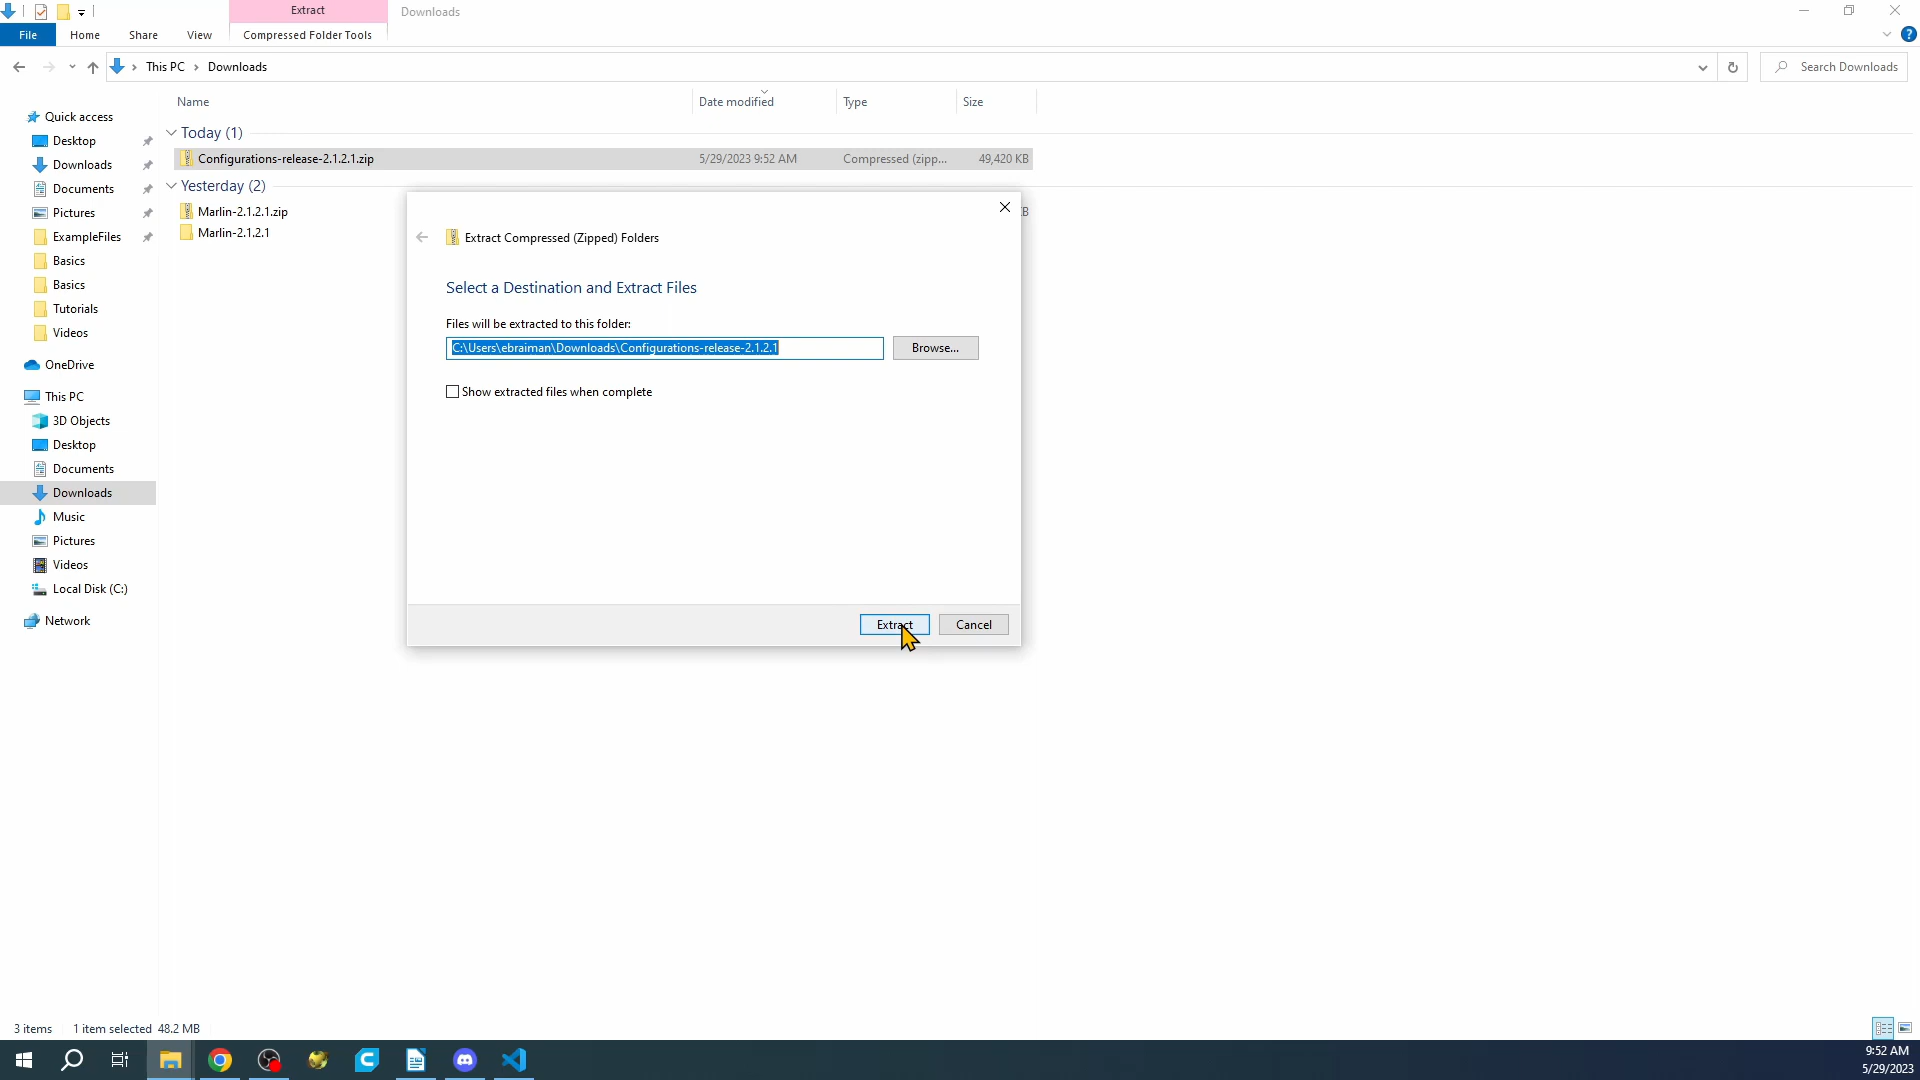 Extract
Downloads
File
Home
Share
View
Compressed Folder Tools
This PC
Downloads
Search Downloads
Name
Date modified
Type
Size
Quick access
Desktop
Downloads
Documents
Pictures
ExampleFiles
Basics
Basics
Tutorials
Videos
OneDrive
This PC
3D Objects
Desktop
Documents
Downloads
Music
Pictures
Videos
Local Disk (C:)
Network
Today (1)
Configurations-release-2.1.2.1.zip 5/29/2023 9:52 AM Compressed (zipp... 49,420 KB
Yesterday (2)
Marlin-2.1.2.1.zip KB
Marlin-2.1.2.1
Extract Compressed (Zipped) Folders
Select a Destination and Extract Files
Files will be extracted to this folder:
C:\Users\ebraiman\Downloads\Configurations-release-2.1.2.1
Browse...
Show extracted files when complete
Extract
Cancel
3 items 1 item selected 48.2 MB
9:52 AM
5/29/2023